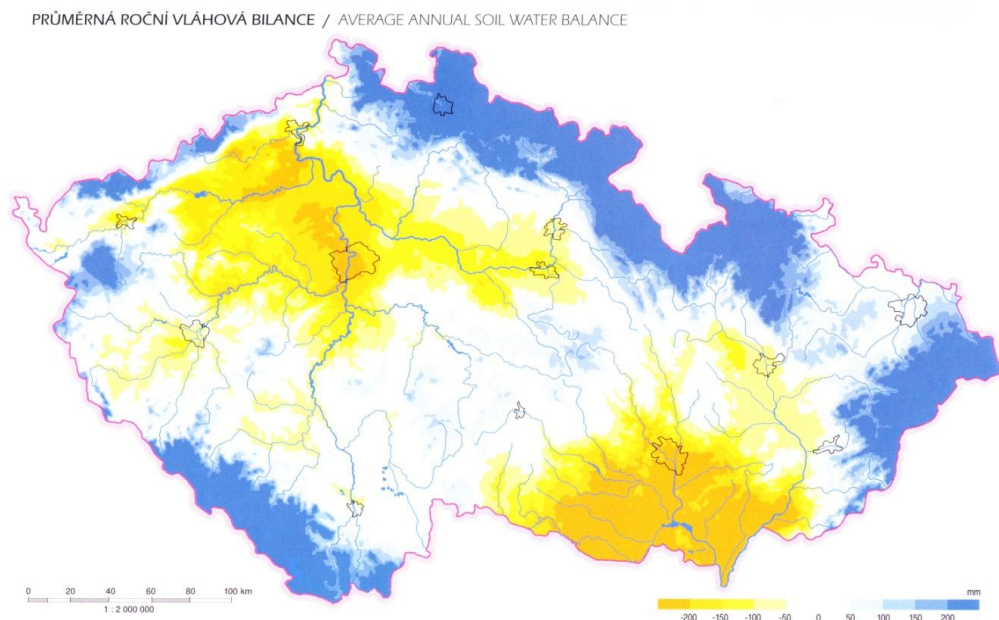 PRŮMĚRNÁ ROČNÍ VLÁHOVÁ BILANCE / AVERAGE ANNUAL SOIL WATER BALANCE
0 20 40 60 80 100 km
1 : 2 000 000
mm
-200 -150 -100 -50 0 50 100 150 200